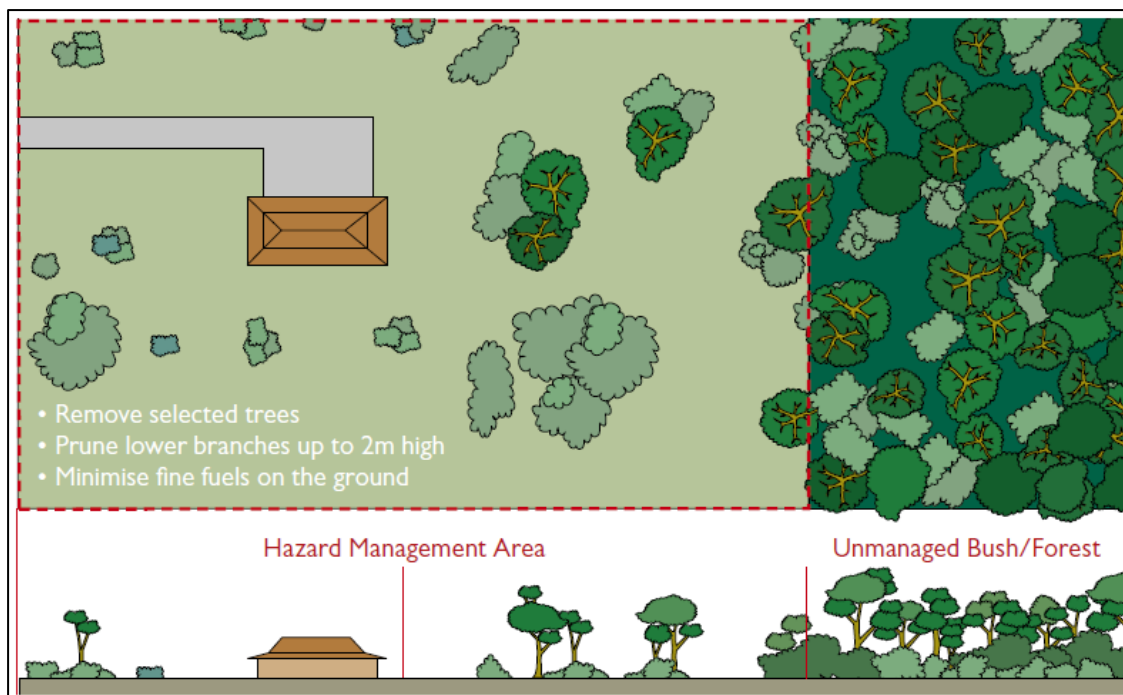 • Remove selected trees
• Prune lower branches up to 2m high
• Minimise fine fuels on the ground
Hazard Management Area
Unmanaged Bush/Forest